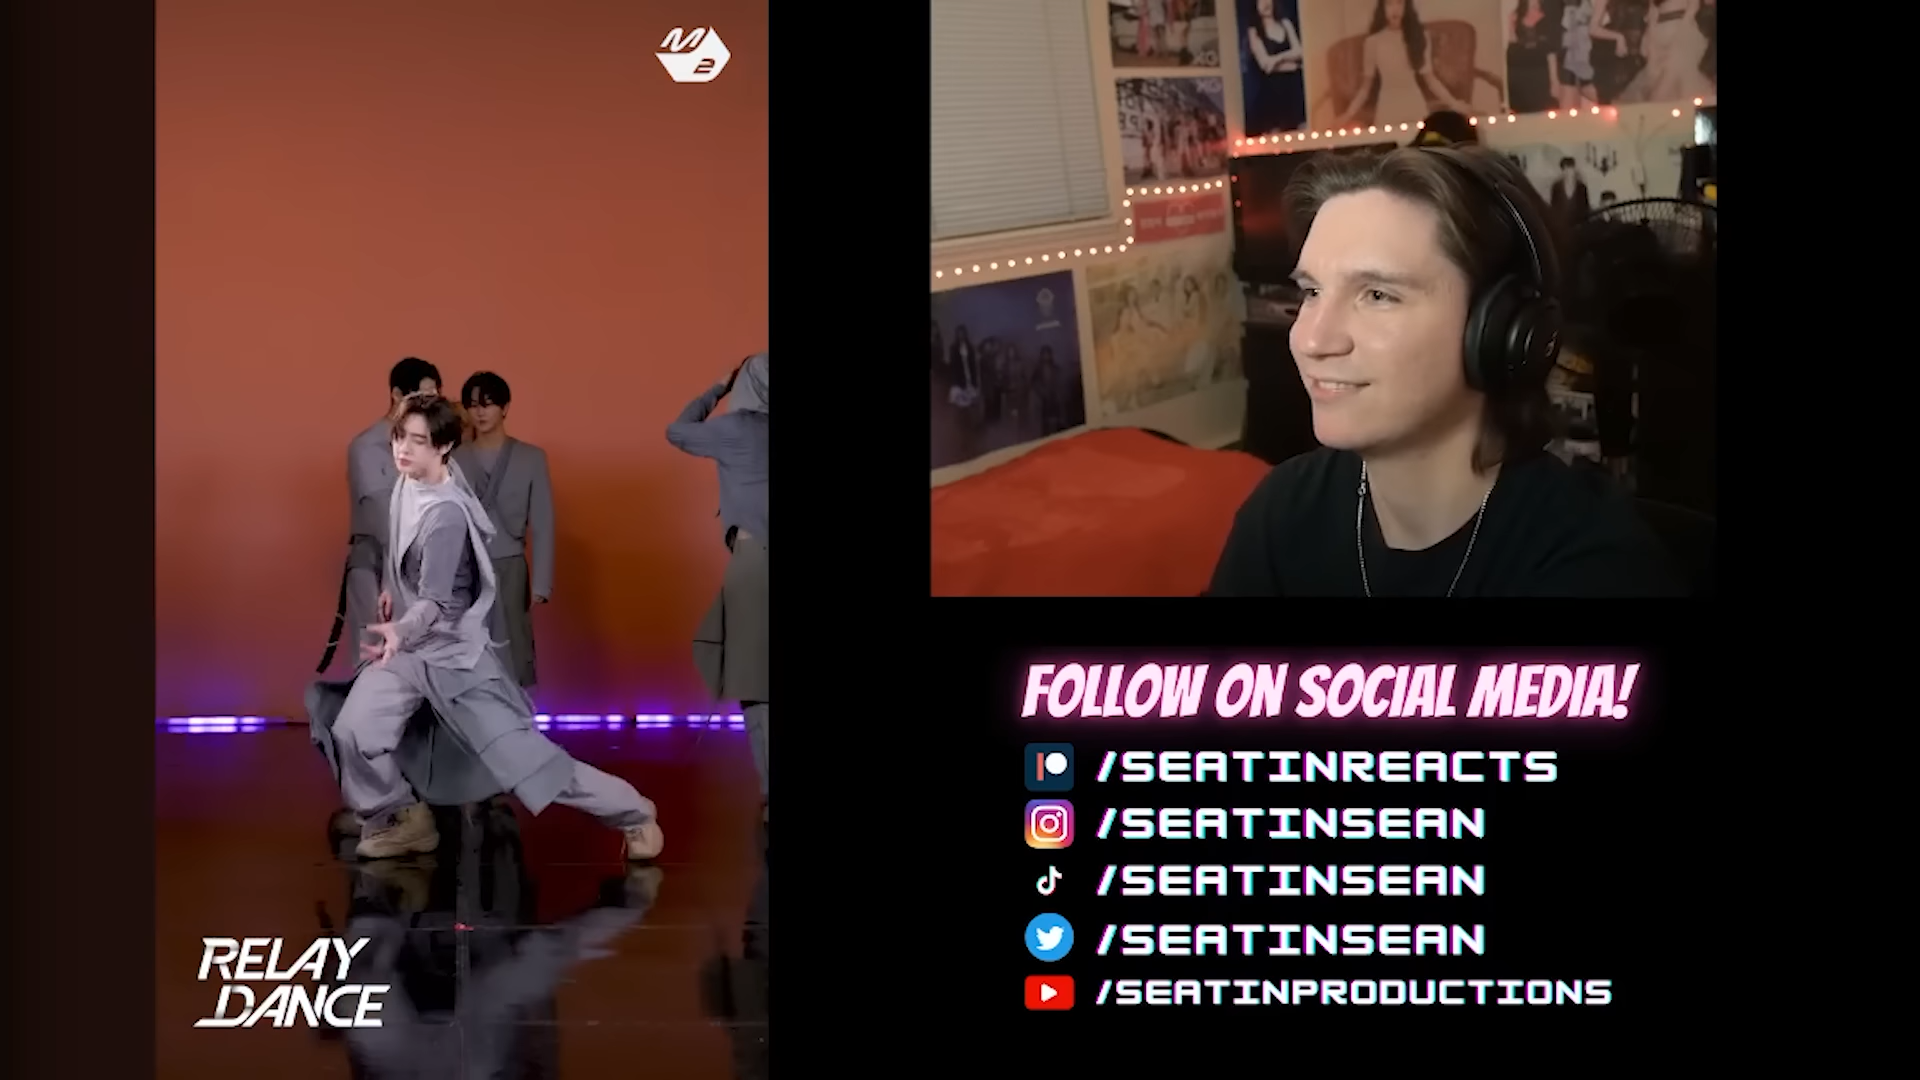 M2
RELAY
DANCE
FOLLOW ON SOCIAL MEDIA!
/SEATINREACTS
/SEATINSEAN
/SEATINSEAN
/SEATINSEAN
/SEATINPRODUCTIONS